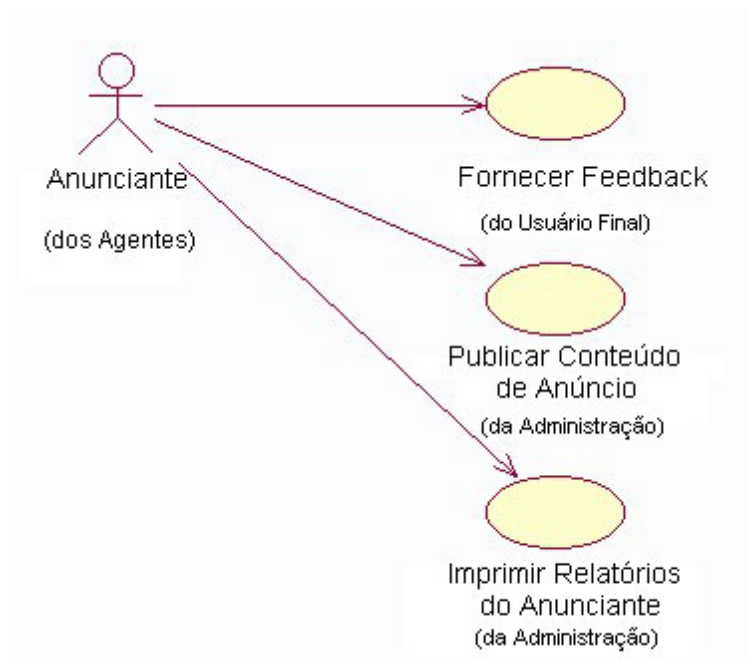 Anunciante
(dos Agentes)
Fornecer Feedback
(do Usuário Final)
Publicar Conteúdo
de Anúncio
(da Administração)
Imprimir Relatórios
do Anunciante
(da Administração)